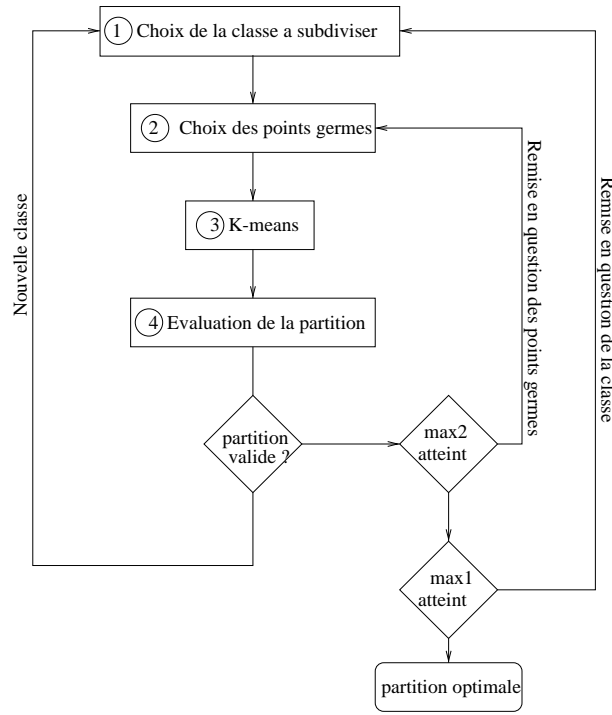 1 Choix de la classe a subdiviser
2 Choix des points germes
3 K-means
4 Evaluation de la partition
partition
valide ?
max2
atteint
max1
atteint
partition optimale
Nouvelle classe
Remise en question des points germes
Remise en question de la classe